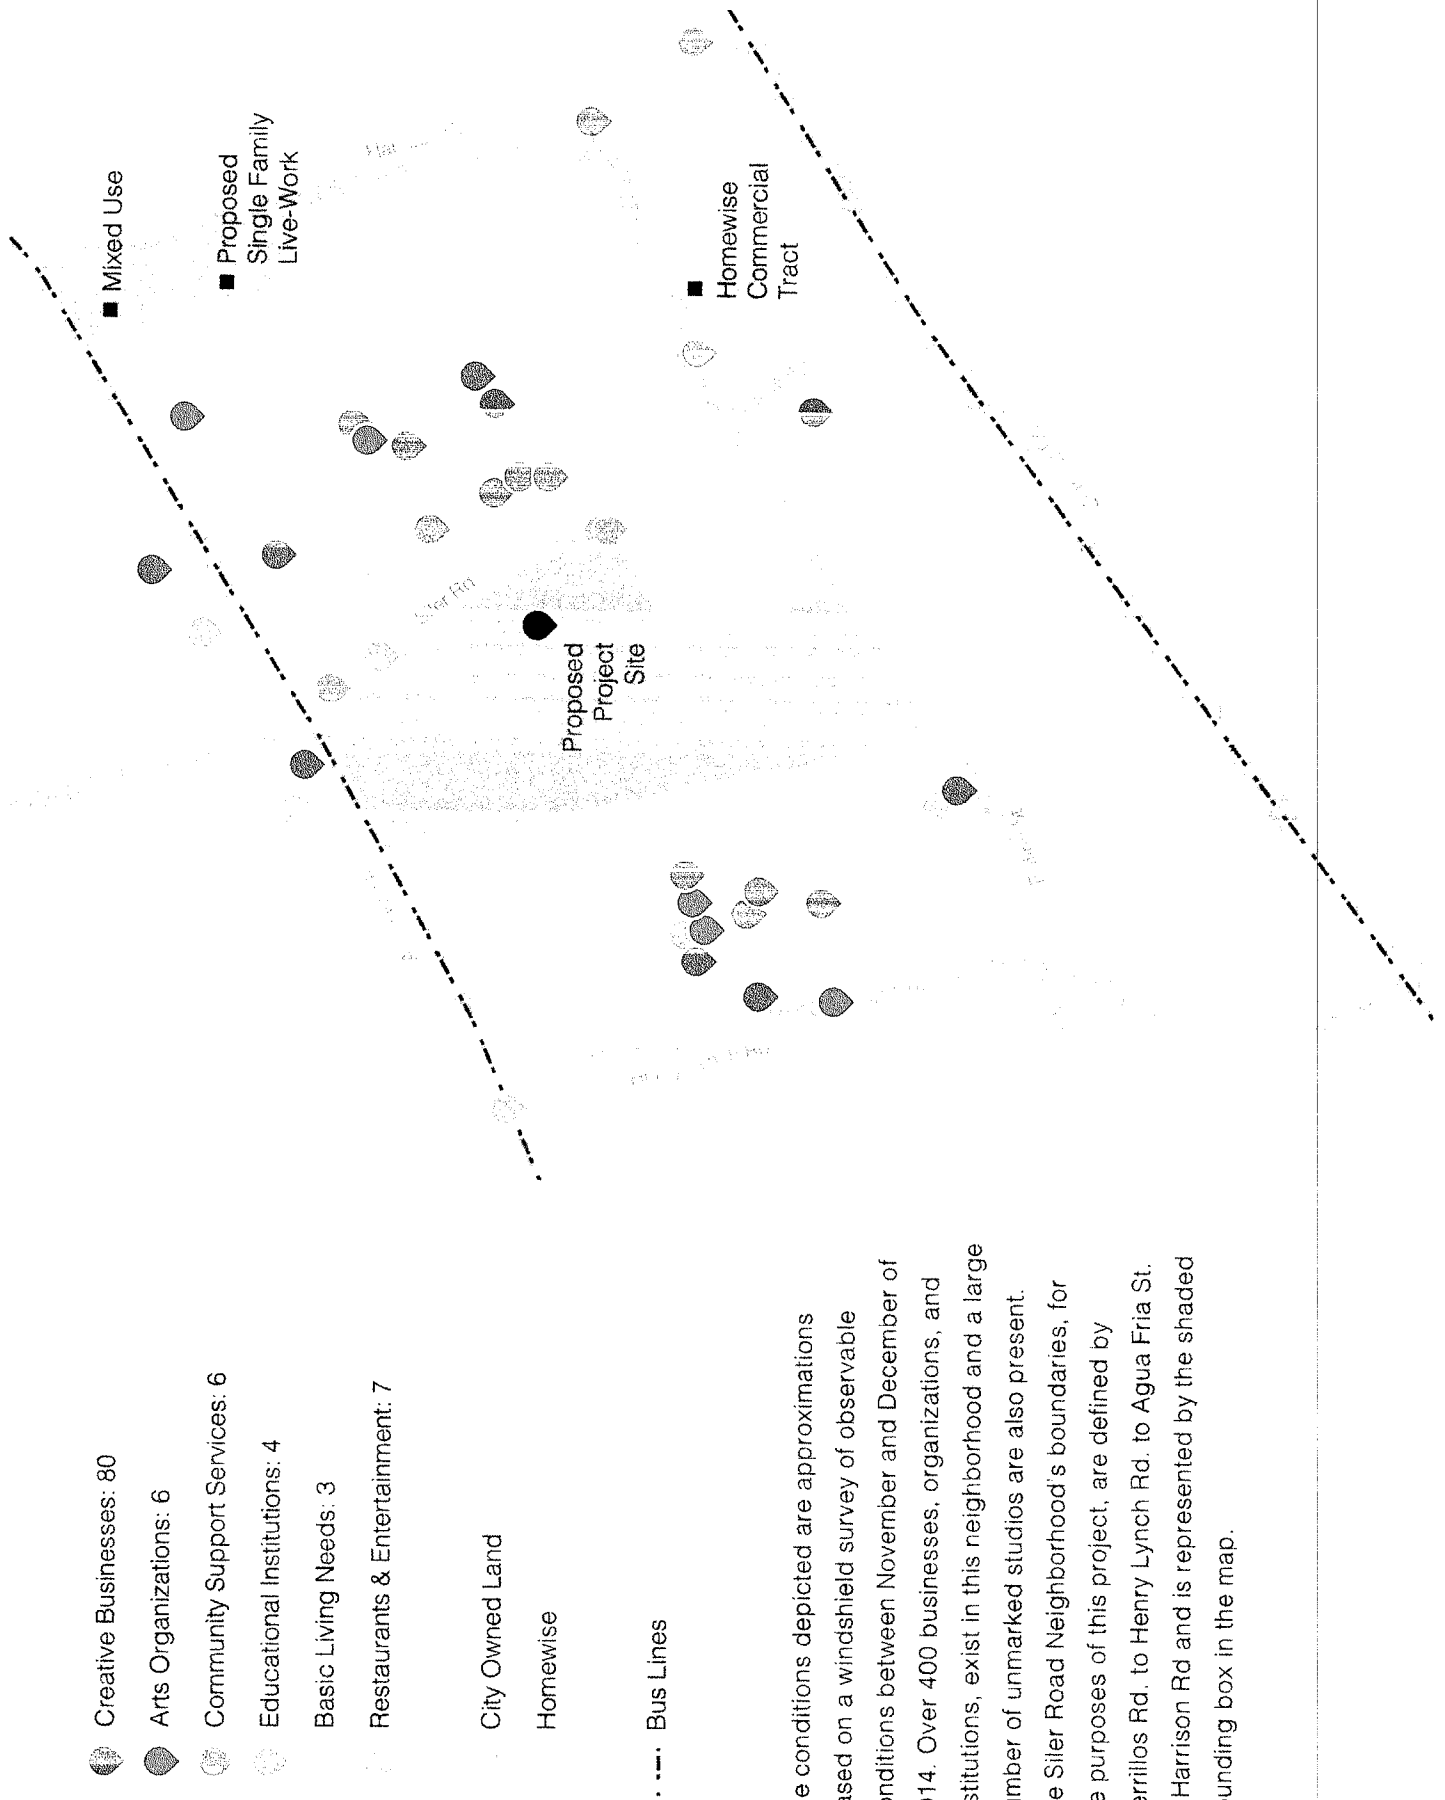 Creative Businesses: 80
Arts Organizations: 6
Community Support Services: 6
Educational Institutions: 4
Basic Living Needs: 3
Restaurants & Entertainment: 7
City Owned Land
Homewise
Bus Lines
e conditions depicted are approximations
ased on a windshield survey of observable
onditions between November and December of
14. Over 400 businesses, organizations, and
stitutions, exist in this neighborhood and a large
mber of unmarked studios are also present.
e Siler Road Neighborhood's boundaries, for
e purposes of this project, are defined by
errillos Rd. to Henry Lynch Rd. to Agua Fria St.
Harrison Rd and is represented by the shaded
unding box in the map.
Mixed Use
Proposed
Single Family
Live-Work
Siler Rd
Proposed
Project
Site
Homewise
Commercial
Tract